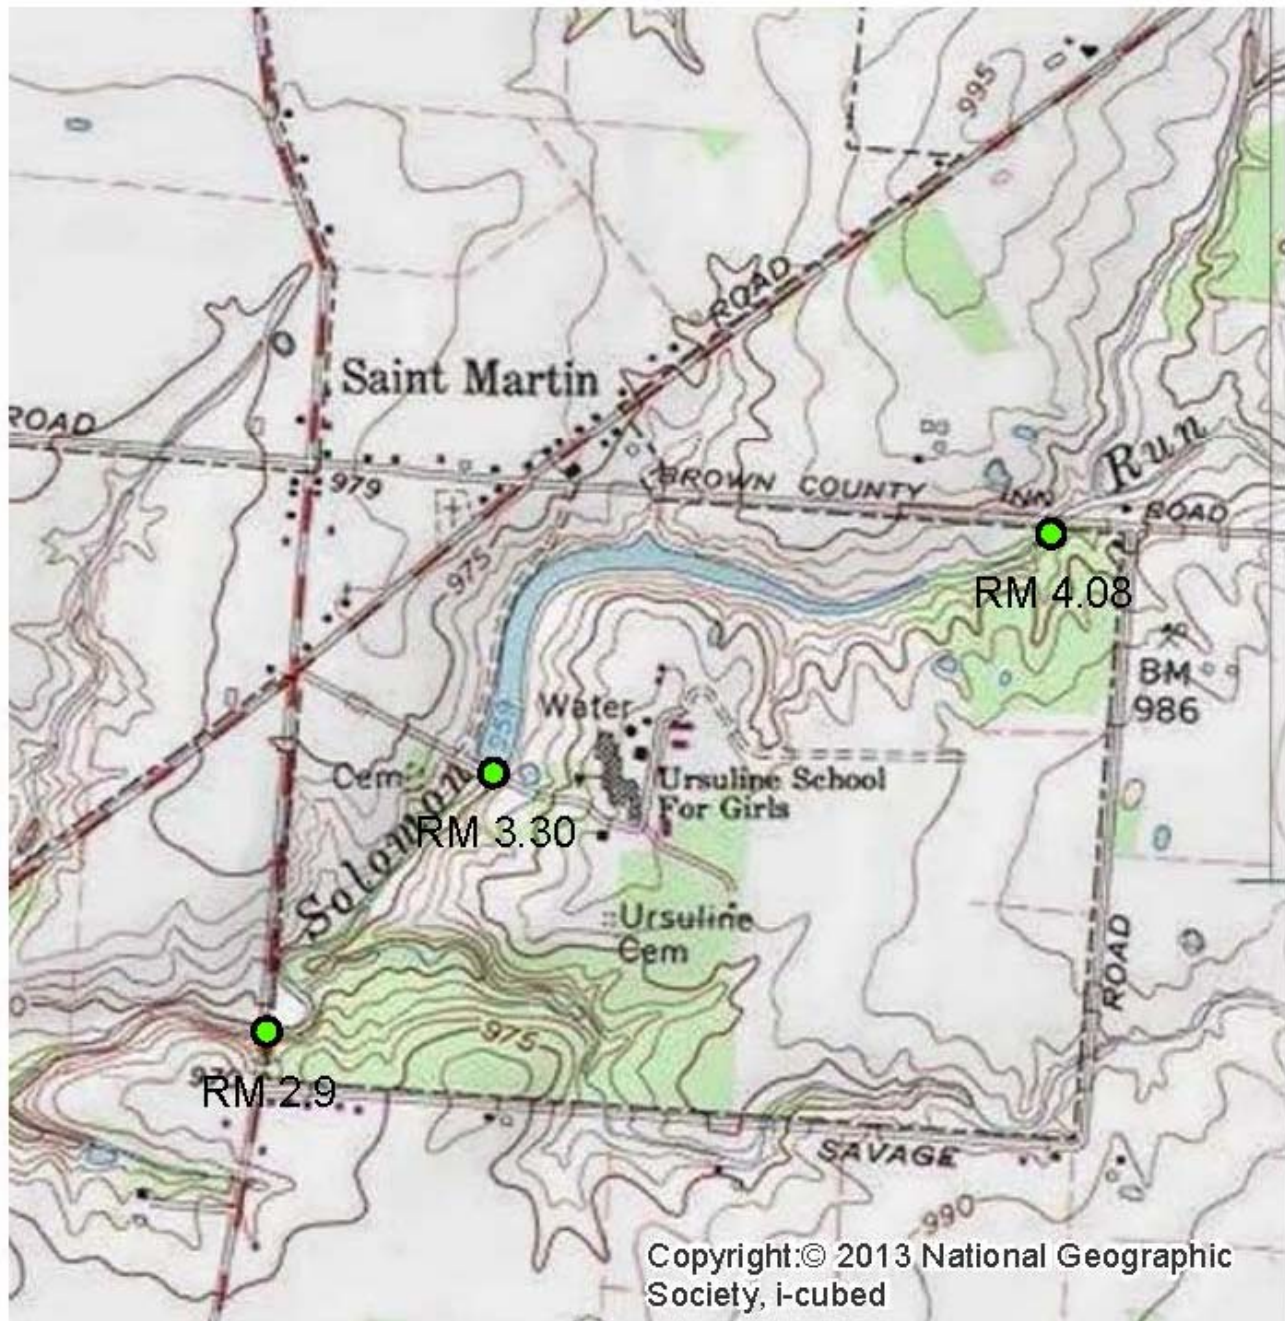 995
ROAD
Saint Martin
ROAD
979
BROWN COUNTY INN ROAD
Run
975
RM 4.08
BM
986
959
Water
Cem
Solomon
RM 3.30
Ursuline School
For Girls
Ursuline
Cem
ROAD
975
RM 2.9
SAVAGE
990
Copyright:© 2013 National Geographic
Society, i-cubed